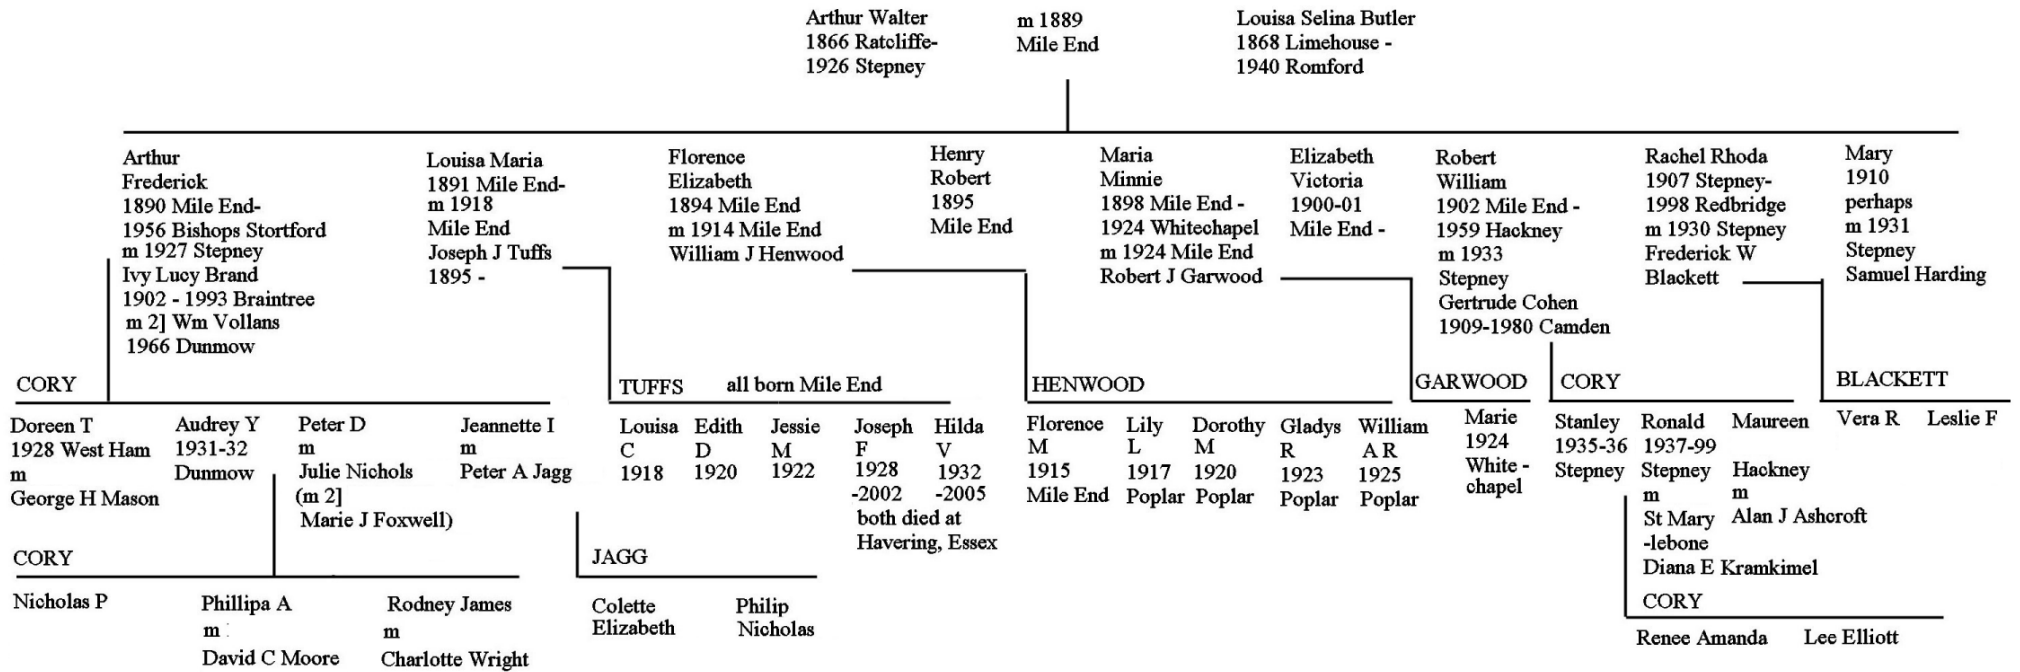 Arthur Walter
1866 Ratcliffe-
1926 Stepney
m 1889
Mile End
Louisa Selina Butler
1868 Limehouse -
1940 Romford
Arthur
Frederick
1890 Mile End-
1956 Bishops Stortford
m 1927 Stepney
Ivy Lucy Brand
1902 - 1993 Braintree
m 2] Wm Vollans
1966 Dunmow
Louisa Maria
1891 Mile End-
m 1918
Mile End
Joseph J Tuffs
1895 -
Florence
Elizabeth
1894 Mile End
m 1914 Mile End
William J Henwood
Henry
Robert
1895
Mile End
Maria
Minnie
1898 Mile End -
1924 Whitechapel
m 1924 Mile End
Robert J Garwood
Elizabeth
Victoria
1900-01
Mile End -
Robert
William
1902 Mile End -
1959 Hackney
m 1933
Stepney
Gertrude Cohen
1909-1980 Camden
Rachel Rhoda
1907 Stepney-
1998 Redbridge
m 1930 Stepney
Frederick W
Blackett
Mary
1910
perhaps
m 1931
Stepney
Samuel Harding
CORY
Doreen T
1928 West Ham
m
George H Mason
Audrey Y
1931-32
Dunmow
Peter D
m
Julie Nichols
(m 2]
Marie J Foxwell)
Jeannette I
m
Peter A Jagg
TUFFS all born Mile End
Louisa
C
1918
Edith
D
1920
Jessie
M
1922
Joseph
F
1928
-2002
Hilda
V
1932
-2005
both died at
Havering, Essex
HENWOOD
Florence
M
1915
Mile End
Lily
L
1917
Poplar
Dorothy
M
1920
Poplar
Gladys
R
1923
Poplar
William
A R
1925
Poplar
GARWOOD
Marie
1924
White -
chapel
CORY
Stanley
1935-36
Stepney
Ronald
1937-99
Stepney
m
St Mary
-lebone
Diana E Kramkimel
Maureen
Hackney
m
Alan J Ashcroft
BLACKETT
Vera R
Leslie F
CORY
Nicholas P
Phillipa A
m
David C Moore
Rodney James
m
Charlotte Wright
JAGG
Colette
Elizabeth
Philip
Nicholas
CORY
Renee Amanda
Lee Elliott